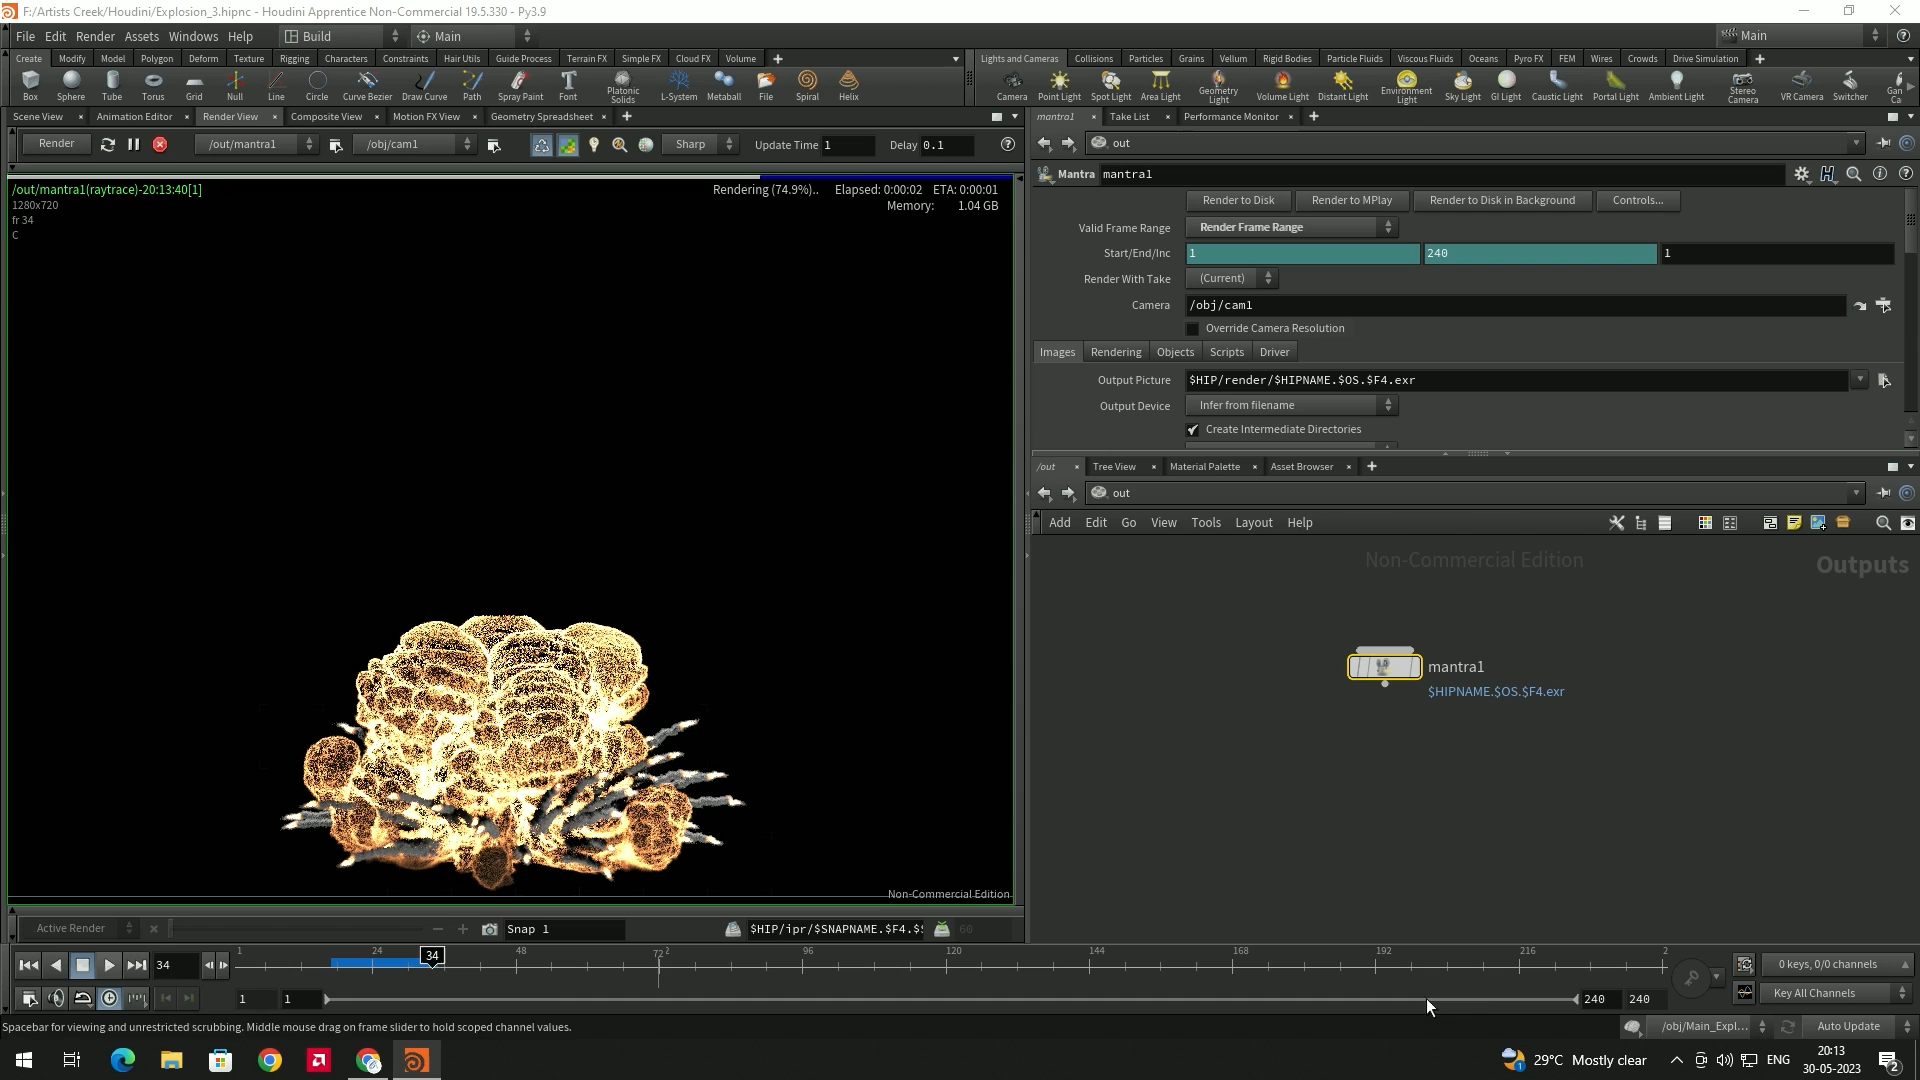 F:/Artists Creek/Houdini/Explosion_3.hipnc - Houdini Apprentice Non-Commercial 19.5.330 - Py3.9
File Edit Render Assets Windows Help Build Main Main
Create Modify Model Polygon Deform Texture Rigging Characters Constraints Hair Utils Guide Process Terrain FX Simple FX Cloud FX Volume
Lights and Cameras Collisions Particles Grains Vellum Rigid Bodies Particle Fluids Viscous Fluids Oceans Pyro FX FEM Wires Crowds Drive Simulation
Box Sphere Tube Torus Grid Null Line Circle Curve Bezier Draw Curve Path Spray Paint Font Platonic Solids L-System Metaball File Spiral Helix
Camera Point Light Spot Light Area Light Geometry Light Volume Light Distant Light Environment Light Sky Light GI Light Caustic Light Portal Light Ambient Light Stereo Camera VR Camera Switcher Gan Ca
Scene View Animation Editor Render View Composite View Motion FX View Geometry Spreadsheet
mantra1 Take List Performance Monitor
Render /out/mantra1 /obj/cam1 Sharp Update Time 1 Delay 0.1
out
Mantra mantra1
/out/mantra1(raytrace)-20:13:40[1]
1280x720
fr 34
C
Rendering (74.9%).. Elapsed: 0:00:02 ETA: 0:00:01
Memory: 1.04 GB
Render to Disk Render to MPlay Render to Disk in Background Controls...
Valid Frame Range Render Frame Range
Start/End/Inc 1 240 1
Render With Take (Current)
Camera /obj/cam1
Override Camera Resolution
Images Rendering Objects Scripts Driver
Output Picture $HIP/render/$HIPNAME.$OS.$F4.exr
Output Device Infer from filename
Create Intermediate Directories
/out Tree View Material Palette Asset Browser
out
Add Edit Go View Tools Layout Help
Non-Commercial Edition
Outputs
mantra1
$HIPNAME.$OS.$F4.exr
Non-Commercial Edition
Active Render Snap 1 $HIP/ipr/$SNAPNAME.$F4.$ 60
34 1 24 34 48 72 96 120 144 168 192 216 2
0 keys, 0/0 channels
1 1 240 240 Key All Channels
Spacebar for viewing and unrestricted scrubbing. Middle mouse drag on frame slider to hold scoped channel values.
/obj/Main_Expl... Auto Update
29°C Mostly clear ENG 20:13
30-05-2023
2